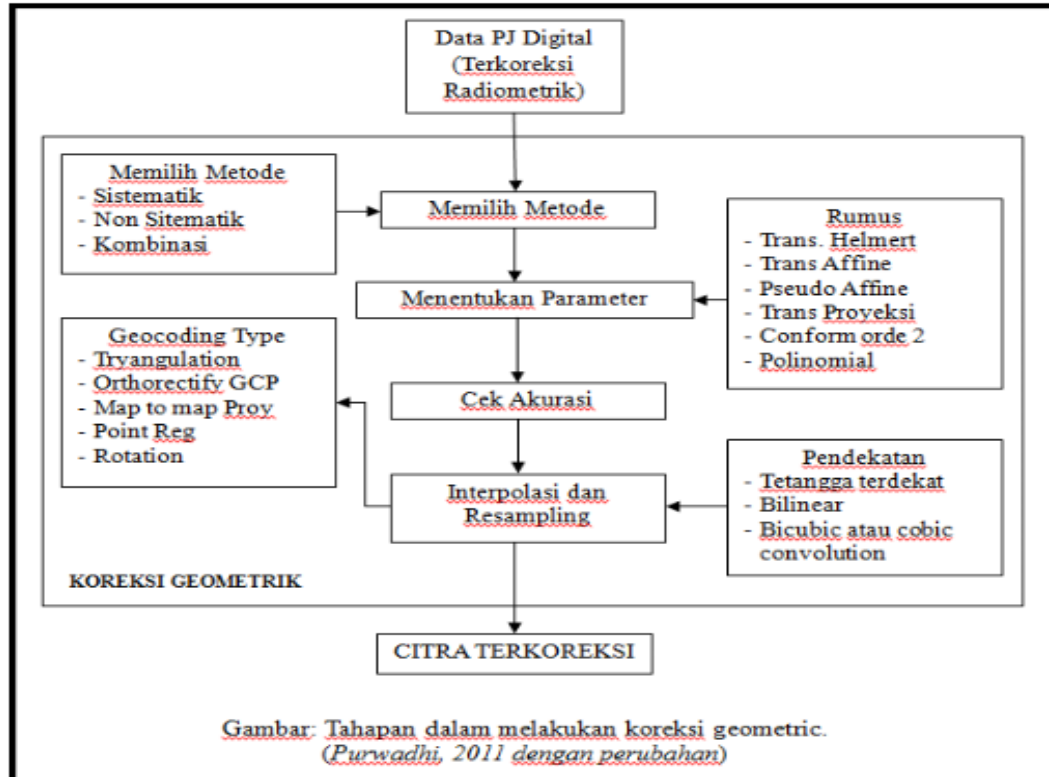 Data PJ Digital
(Terkoreksi
Radiometrik)
Memilih Metode
- Sistematik
- Non Sitematik
- Kombinasi
Memilih Metode
Rumus
- Trans. Helmert
- Trans Affine
- Pseudo Affine
- Trans Proyeksi
- Conform orde 2
- Polinomial
Menentukan Parameter
Geocoding Type
- Tryangulation
- Orthorectify GCP
- Map to map Proy
- Point Reg
- Rotation
Cek Akurasi
Pendekatan
- Tetangga terdekat
- Bilinear
- Bicubic atau cobic
convolution
Interpolasi dan
Resampling
KOREKSI GEOMETRIK
CITRA TERKOREKSI
Gambar: Tahapan dalam melakukan koreksi geometric.
(Purwadhi, 2011 dengan perubahan)